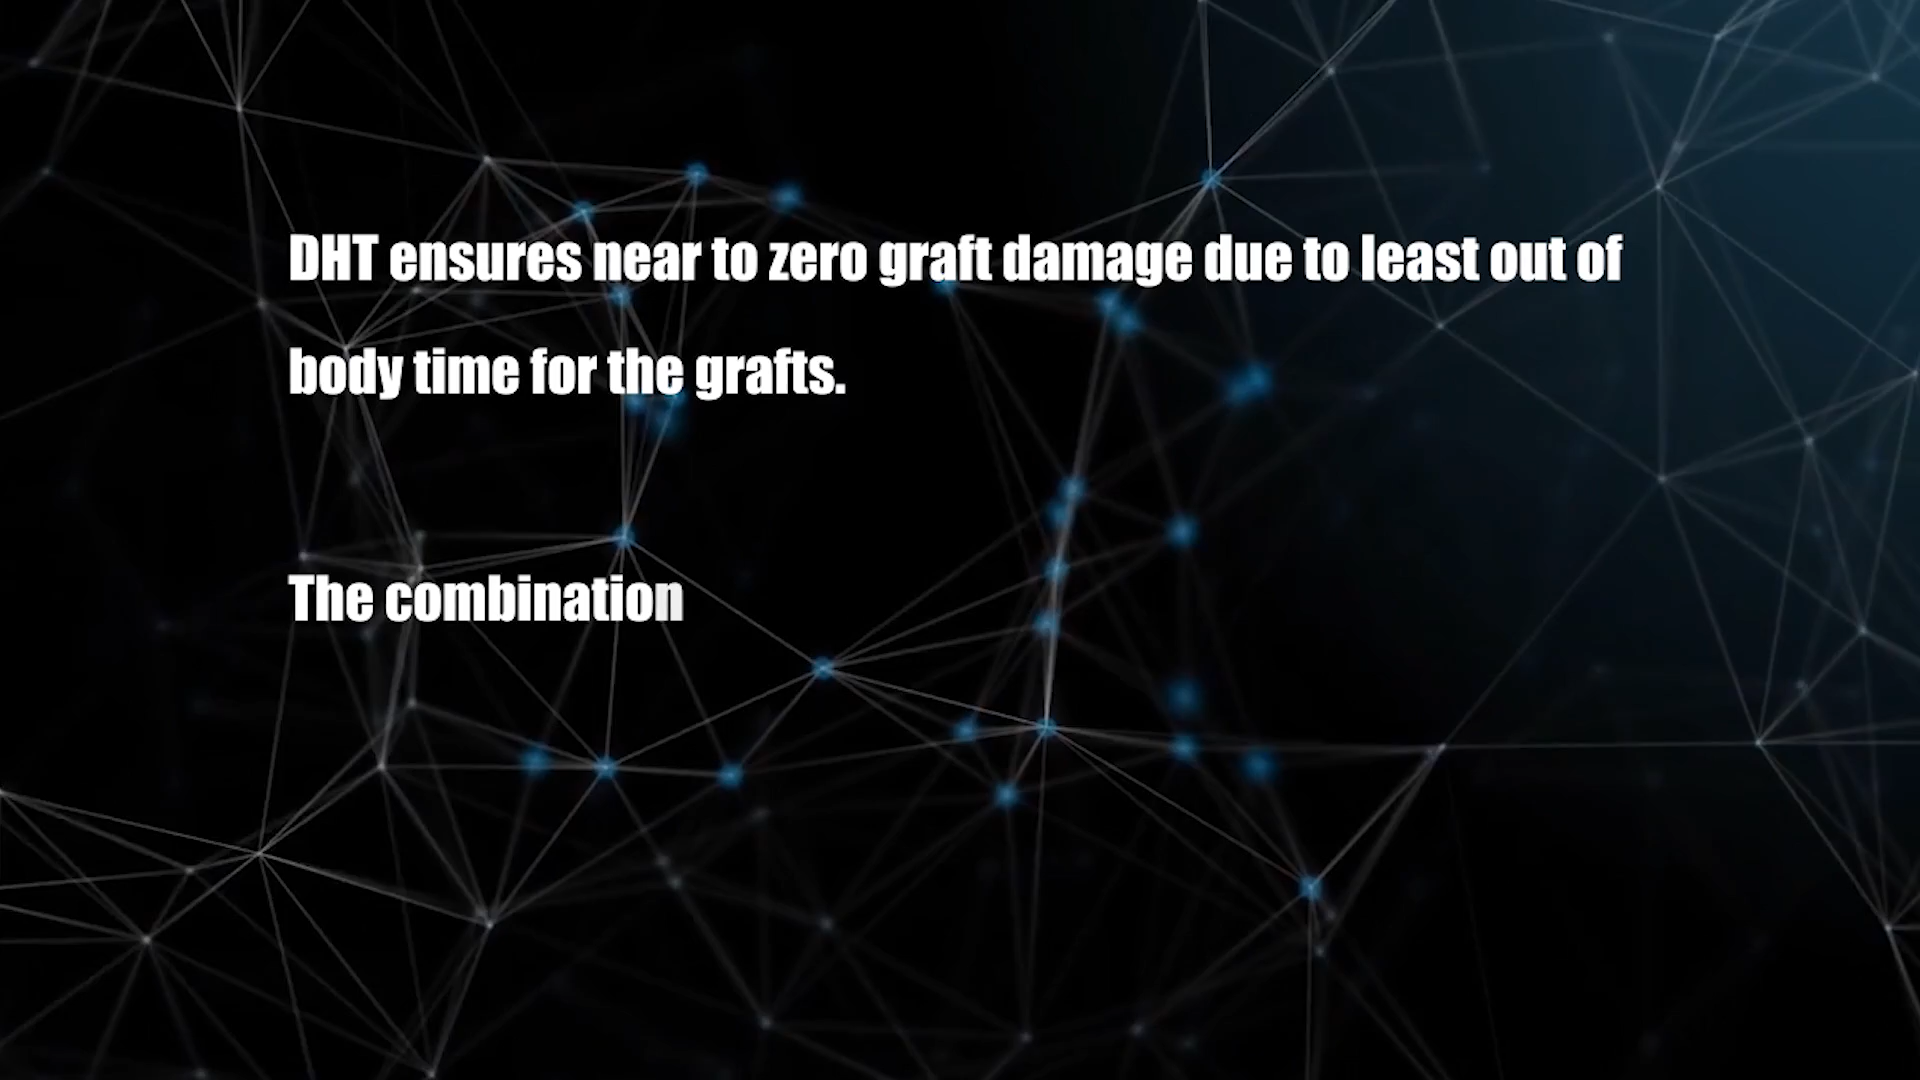 DHT ensures near to zero graft damage due to least out of
body time for the grafts.
The combination